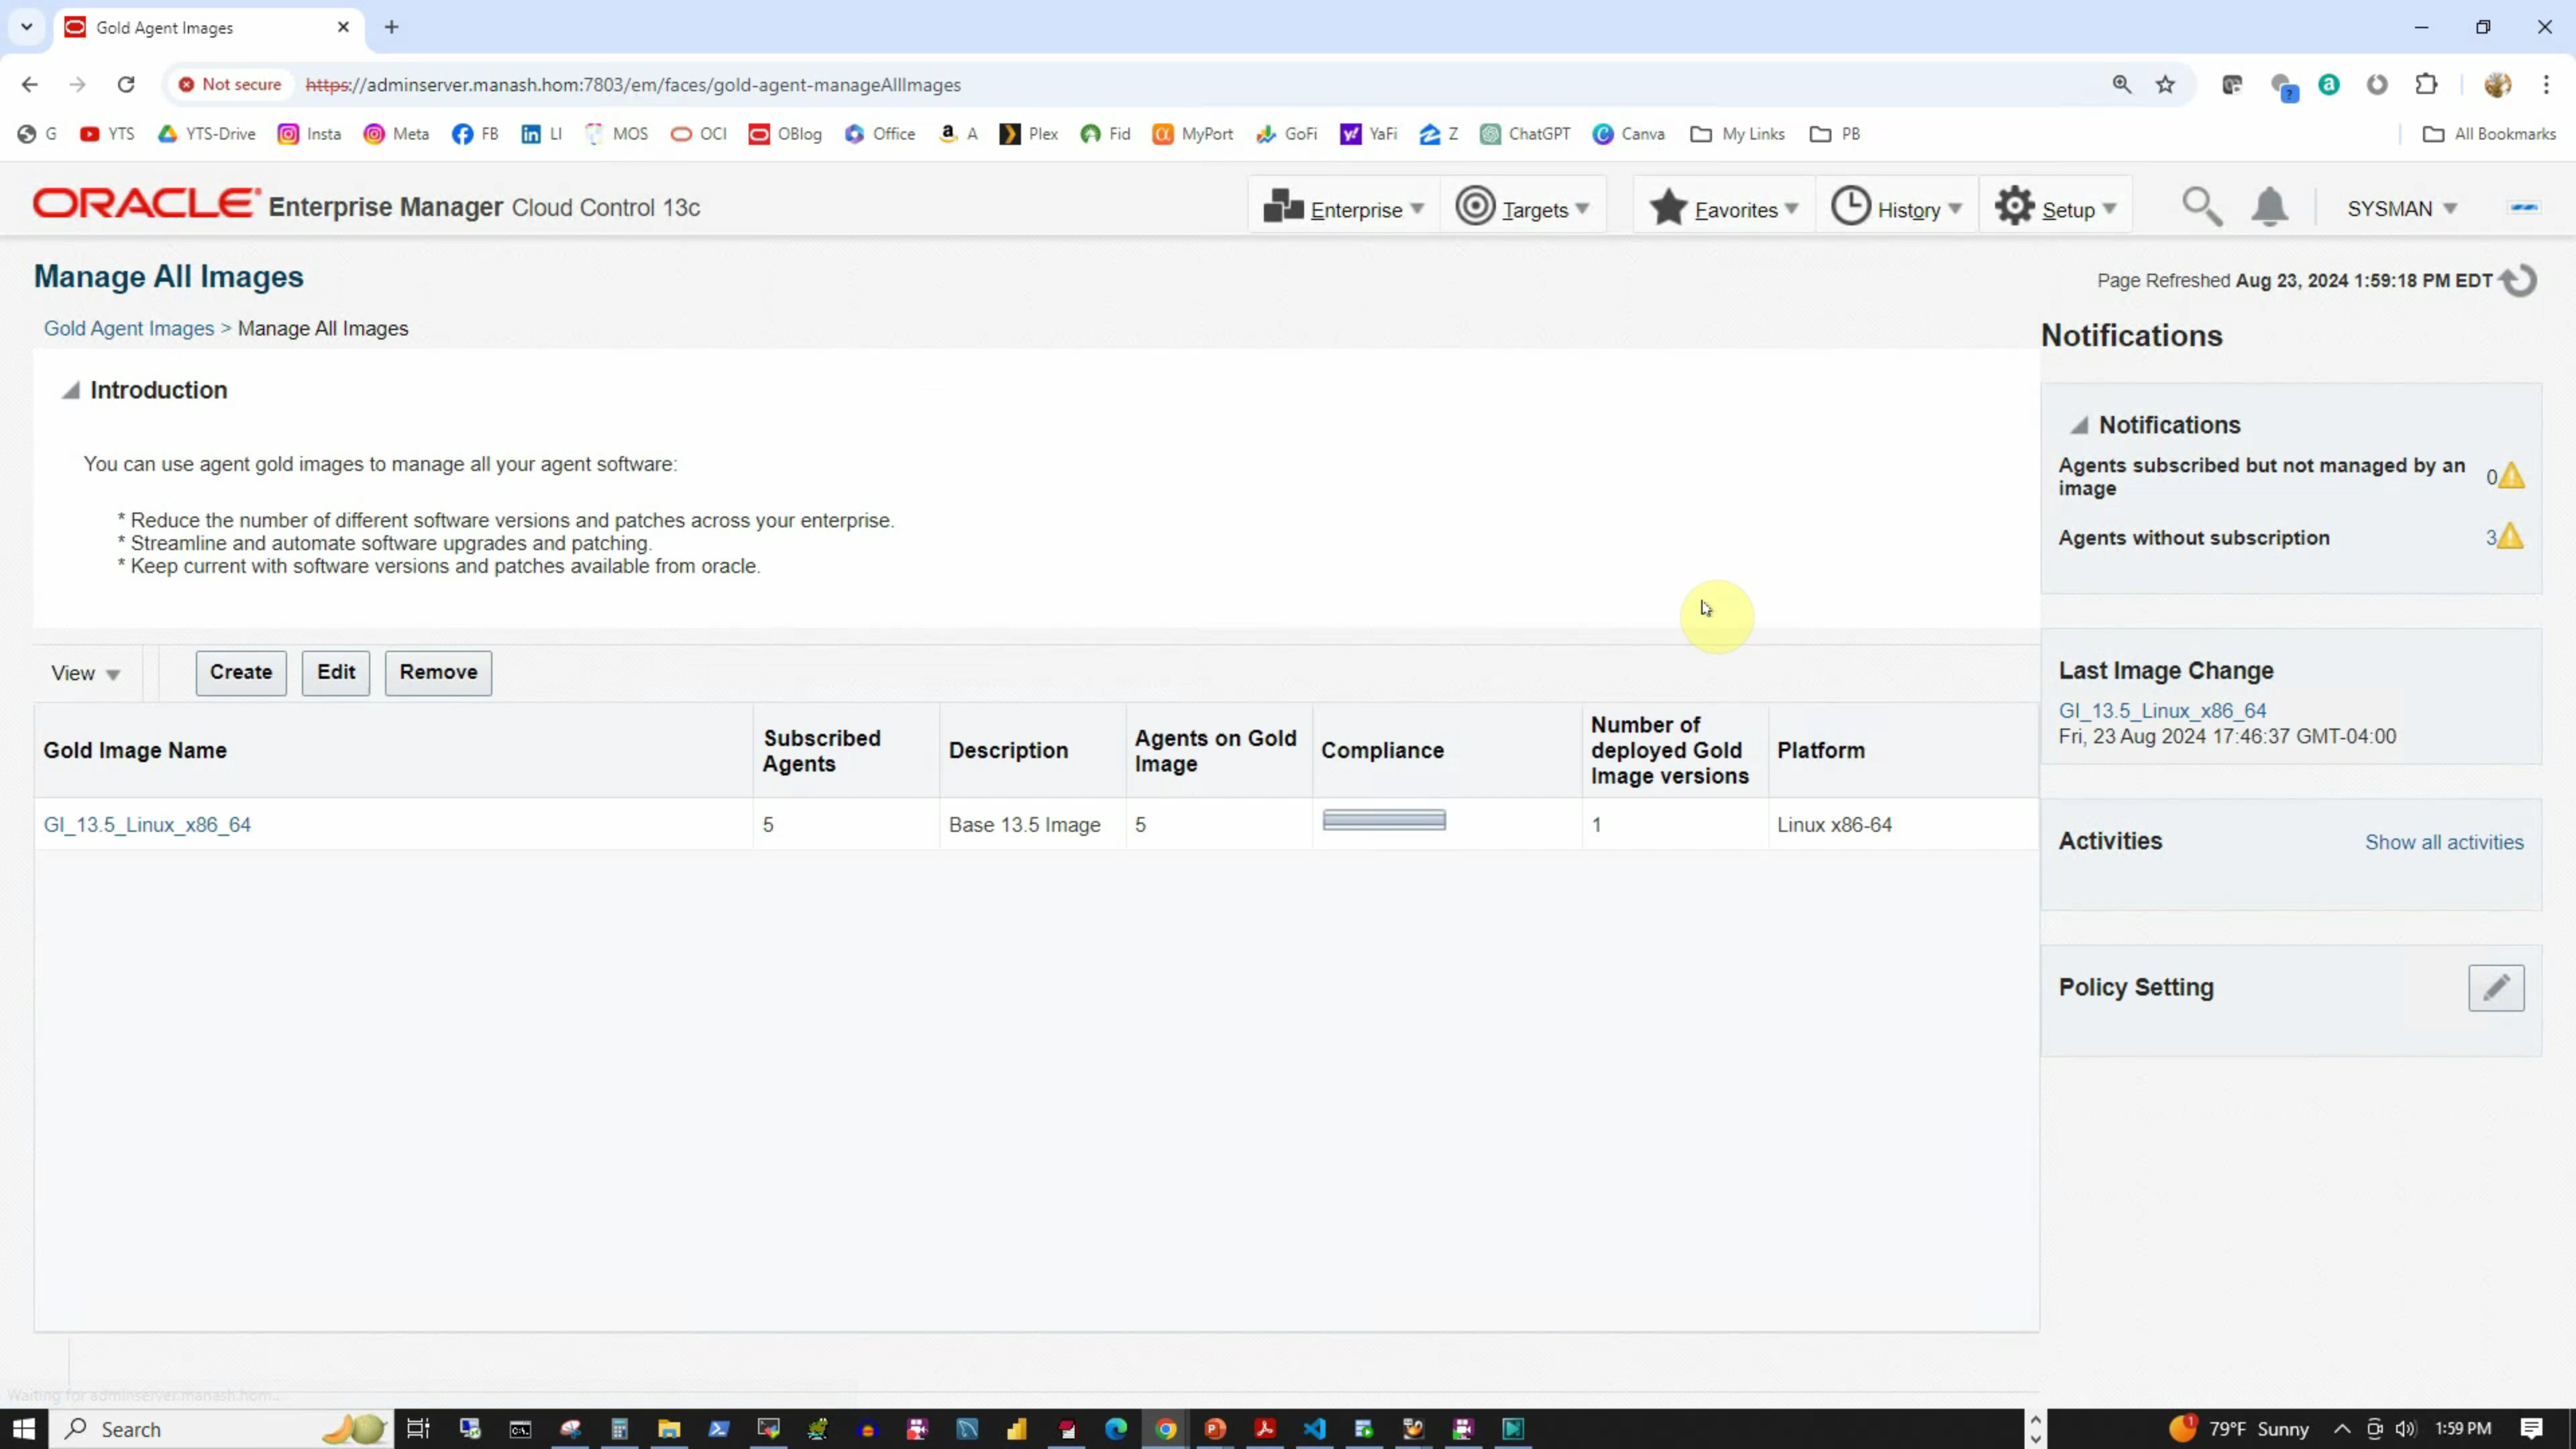 Gold Agent Images
Not secure
https://adminserver.manash.hom:7803/em/faces/gold-agent-manageAllImages
G YTS YTS-Drive Insta Meta FB LI MOS OCI OBlog Office A Plex Fid MyPort GoFi YaFi Z ChatGPT Canva My Links PB All Bookmarks
ORACLE Enterprise Manager Cloud Control 13c
Enterprise Targets Favorites History Setup SYSMAN
Manage All Images
Page Refreshed Aug 23, 2024 1:59:18 PM EDT
Gold Agent Images > Manage All Images
Introduction
You can use agent gold images to manage all your agent software:
* Reduce the number of different software versions and patches across your enterprise.
* Streamline and automate software upgrades and patching.
* Keep current with software versions and patches available from oracle.
View Create Edit Remove
Gold Image Name
Subscribed
Agents
Description
Agents on Gold
Image
Compliance
Number of
deployed Gold
Image versions
Platform
GI_13.5_Linux_x86_64 5 Base 13.5 Image 5 1 Linux x86-64
Notifications
Notifications
Agents subscribed but not managed by an
image
0
Agents without subscription 3
Last Image Change
GI_13.5_Linux_x86_64
Fri, 23 Aug 2024 17:46:37 GMT-04:00
Activities Show all activities
Policy Setting
Waiting for adminserver.manash.hom...
Search
79°F Sunny
1:59 PM